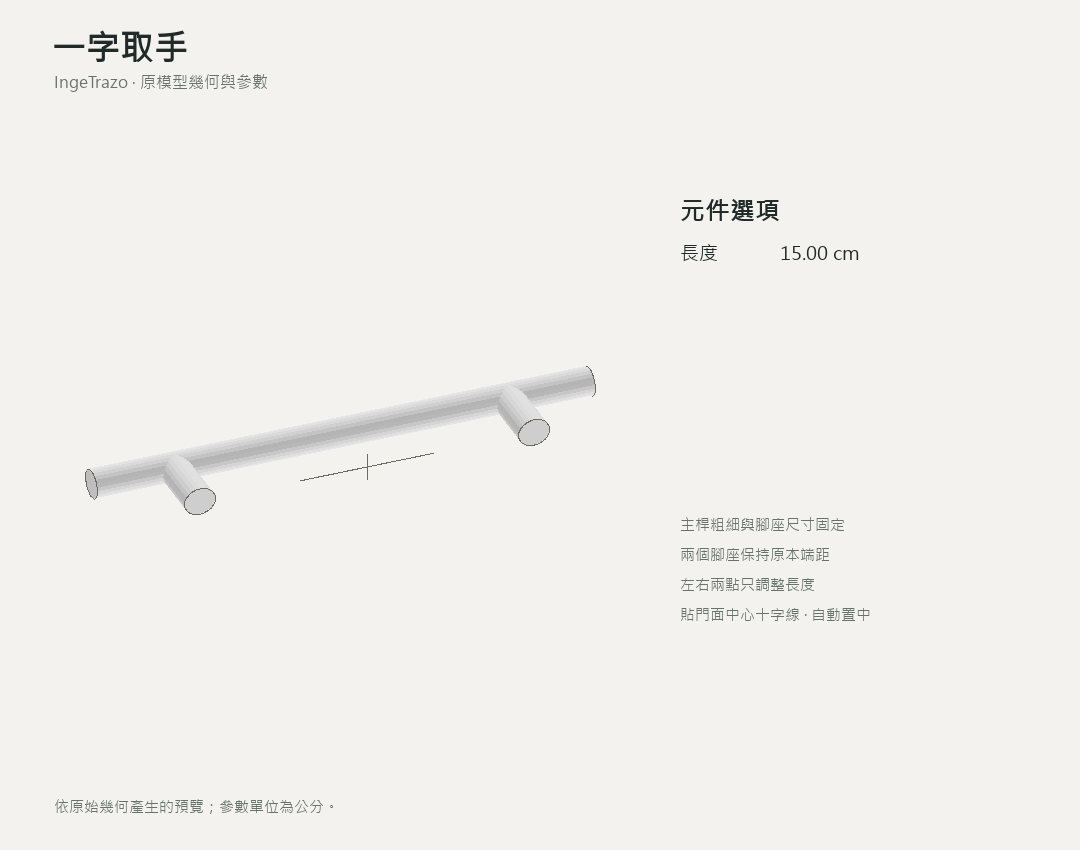 一字取手
IngeTrazo · 原模型幾何與參數
元件選項
長度 15.00 cm
主桿粗細與腳座尺寸固定
兩個腳座保持原本端距
左右兩點只調整長度
貼門面中心十字線 · 自動置中
依原始幾何產生的預覽；參數單位為公分。